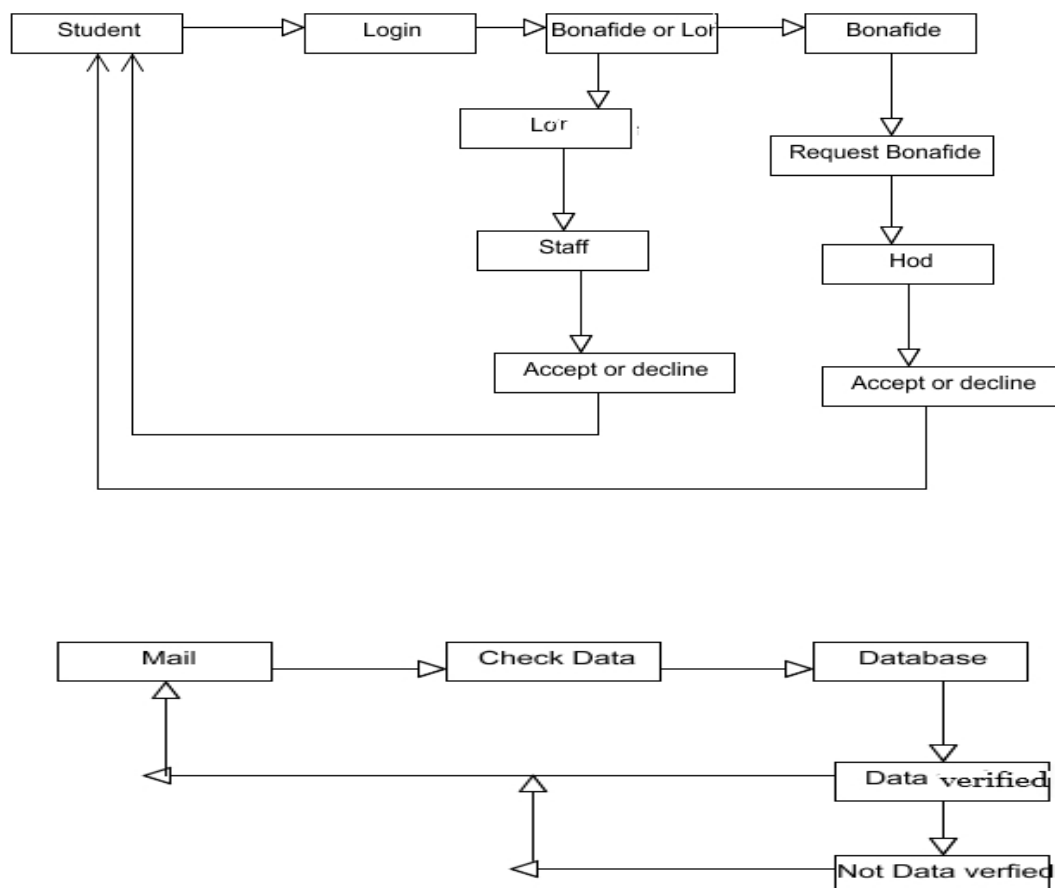 Student
Login
Bonafide or Lor
Bonafide
Lor
Request Bonafide
Staff
Hod
Accept or decline
Accept or decline
Mail
Check Data
Database
Data verified
Not Data verfied